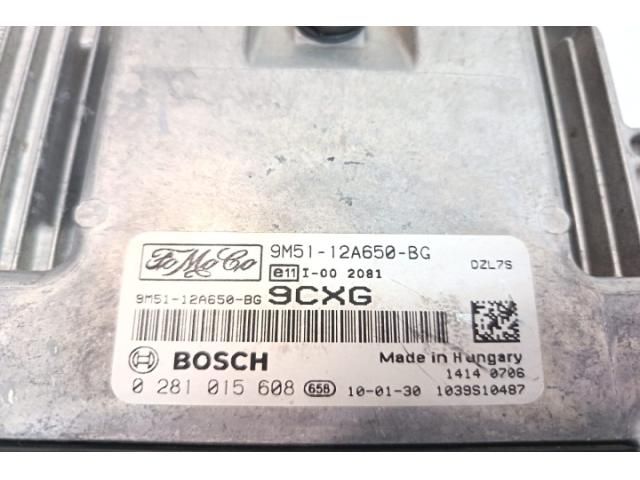 FoMoCo 9M51-12A650-BG
e11 I-00 2081 DZL7S
9M51-12A650-BG 9CXG
BOSCH Made in Hungary
1414 0706
0 281 015 608 658 10-01-30 1039S10487